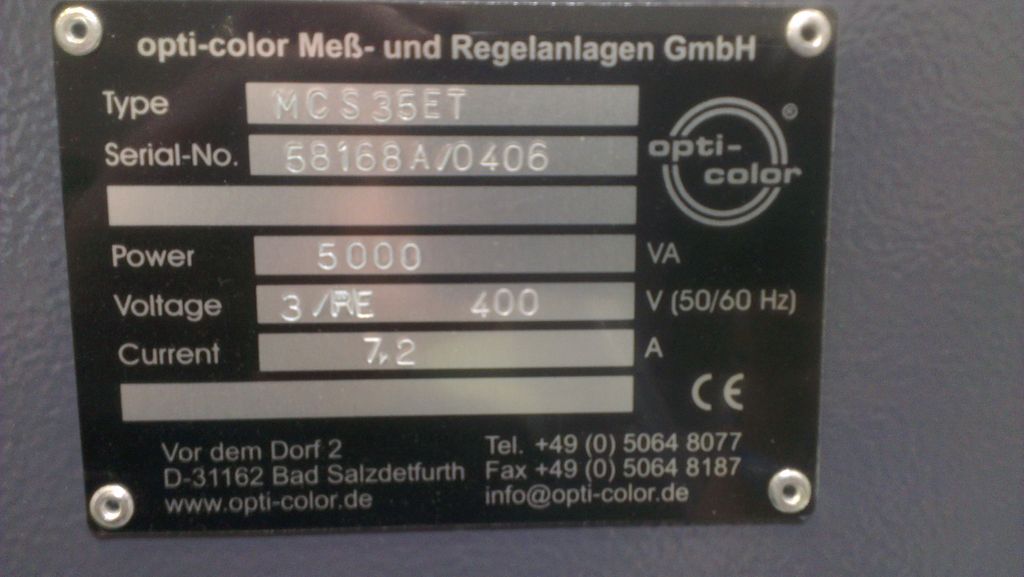 opti-color Meß- und Regelanlagen GmbH
Type MCS35ET
Serial-No. 58168A/0406
opti-
color ®
Power 5000 VA
Voltage 3/PE 400 V (50/60 Hz)
Current 7,2 A
CE
Vor dem Dorf 2
D-31162 Bad Salzdetfurth
www.opti-color.de
Tel. +49 (0) 5064 8077
Fax +49 (0) 5064 8187
info@opti-color.de